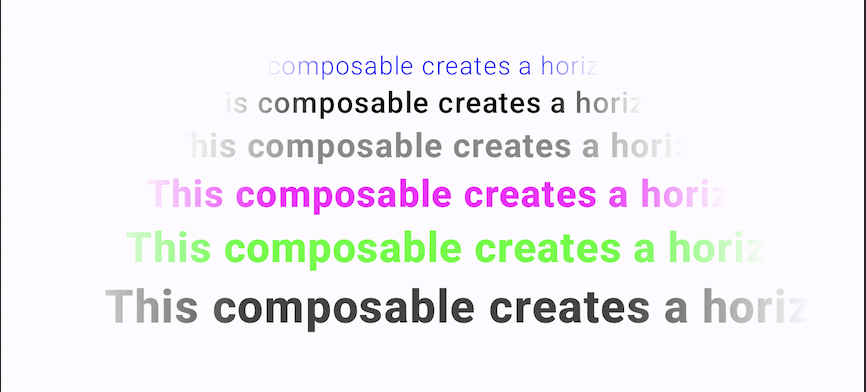 composable creates a horiz
is composable creates a horiz
his composable creates a horiz
This composable creates a horiz
This composable creates a horiz
This composable creates a horiz